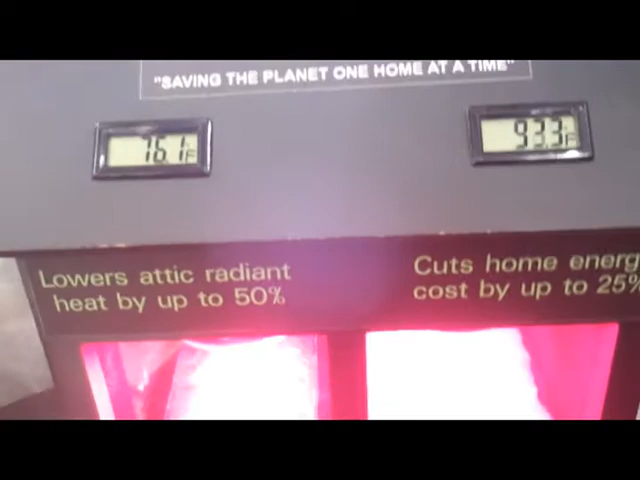 "SAVING THE PLANET ONE HOME AT A TIME"
76.1°F
93.3°F
Lowers attic radiant
heat by up to 50%
Cuts home energ
cost by up to 25%